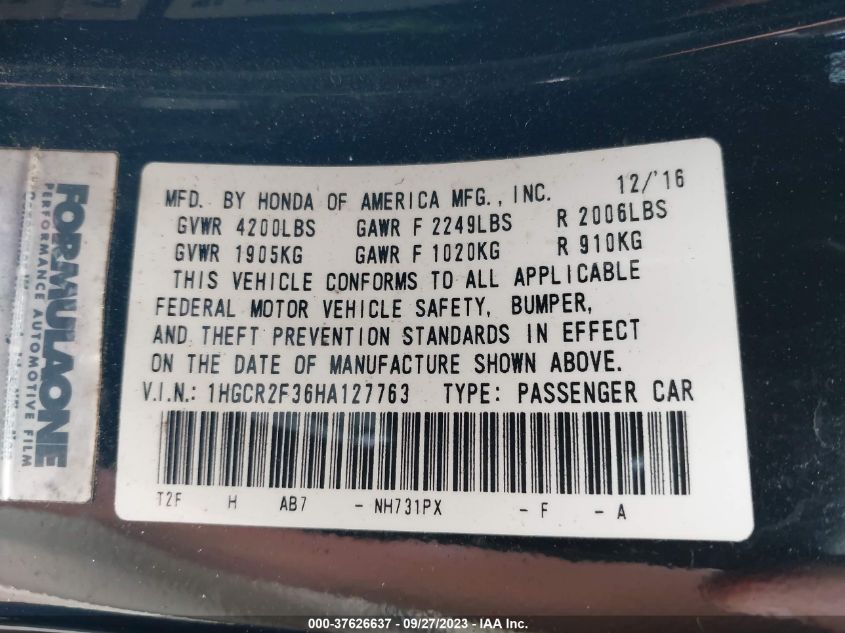 MFD. BY HONDA OF AMERICA MFG., INC. 12/'16
GVWR 4200LBS GAWR F 2249LBS R 2006LBS
GVWR 1905KG GAWR F 1020KG R 910KG
THIS VEHICLE CONFORMS TO ALL APPLICABLE
FEDERAL MOTOR VEHICLE SAFETY, BUMPER,
AND THEFT PREVENTION STANDARDS IN EFFECT
ON THE DATE OF MANUFACTURE SHOWN ABOVE.
V.I.N.: 1HGCR2F36HA127763 TYPE: PASSENGER CAR
T2F H AB7 - NH731PX - F - A
FORMULAONE
PERFORMANCE AUTOMOTIVE FILM
000-37626637 - 09/27/2023 - IAA Inc.